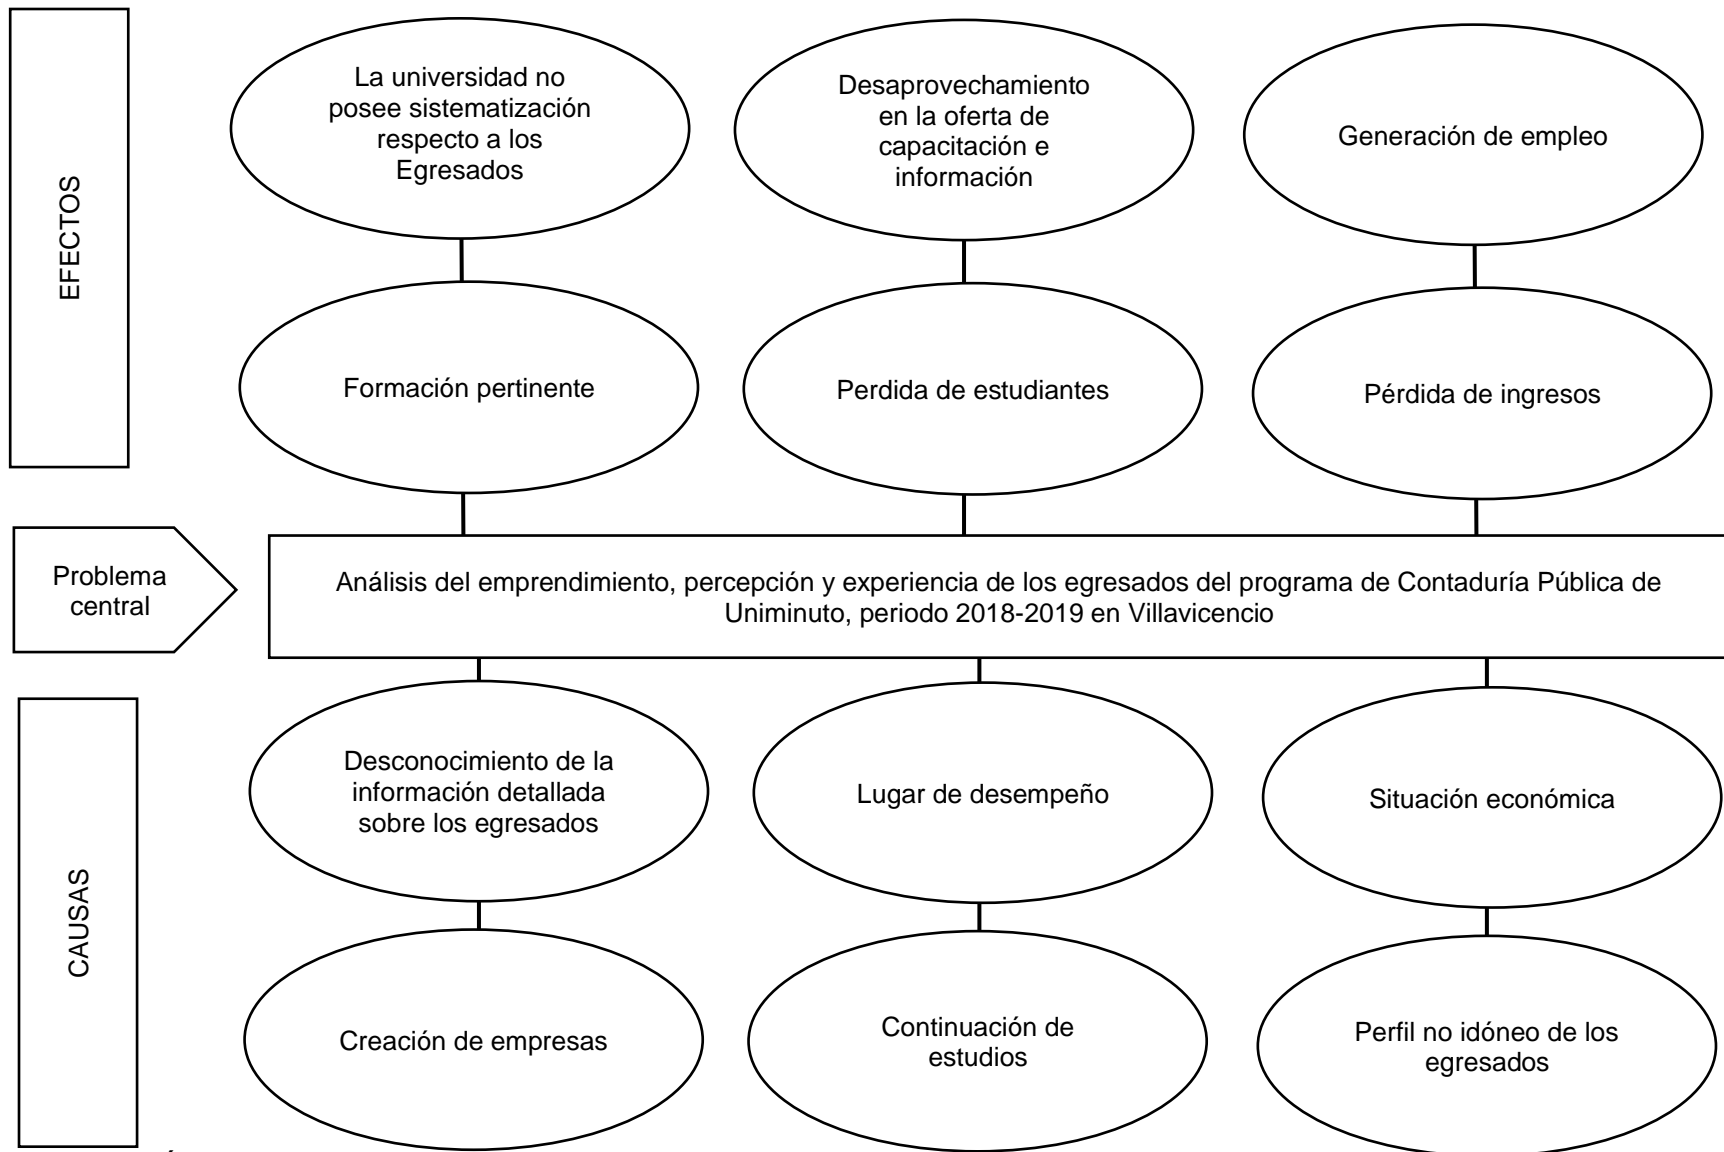 EFECTOS
La universidad no
posee sistematización
respecto a los
Egresados
Desaprovechamiento
en la oferta de
capacitación e
información
Generación de empleo
Formación pertinente
Perdida de estudiantes
Pérdida de ingresos
Problema
central
Análisis del emprendimiento, percepción y experiencia de los egresados del programa de Contaduría Pública de
Uniminuto, periodo 2018-2019 en Villavicencio
CAUSAS
Desconocimiento de la
información detallada
sobre los egresados
Lugar de desempeño
Situación económica
Creación de empresas
Continuación de
estudios
Perfil no idóneo de los
egresados